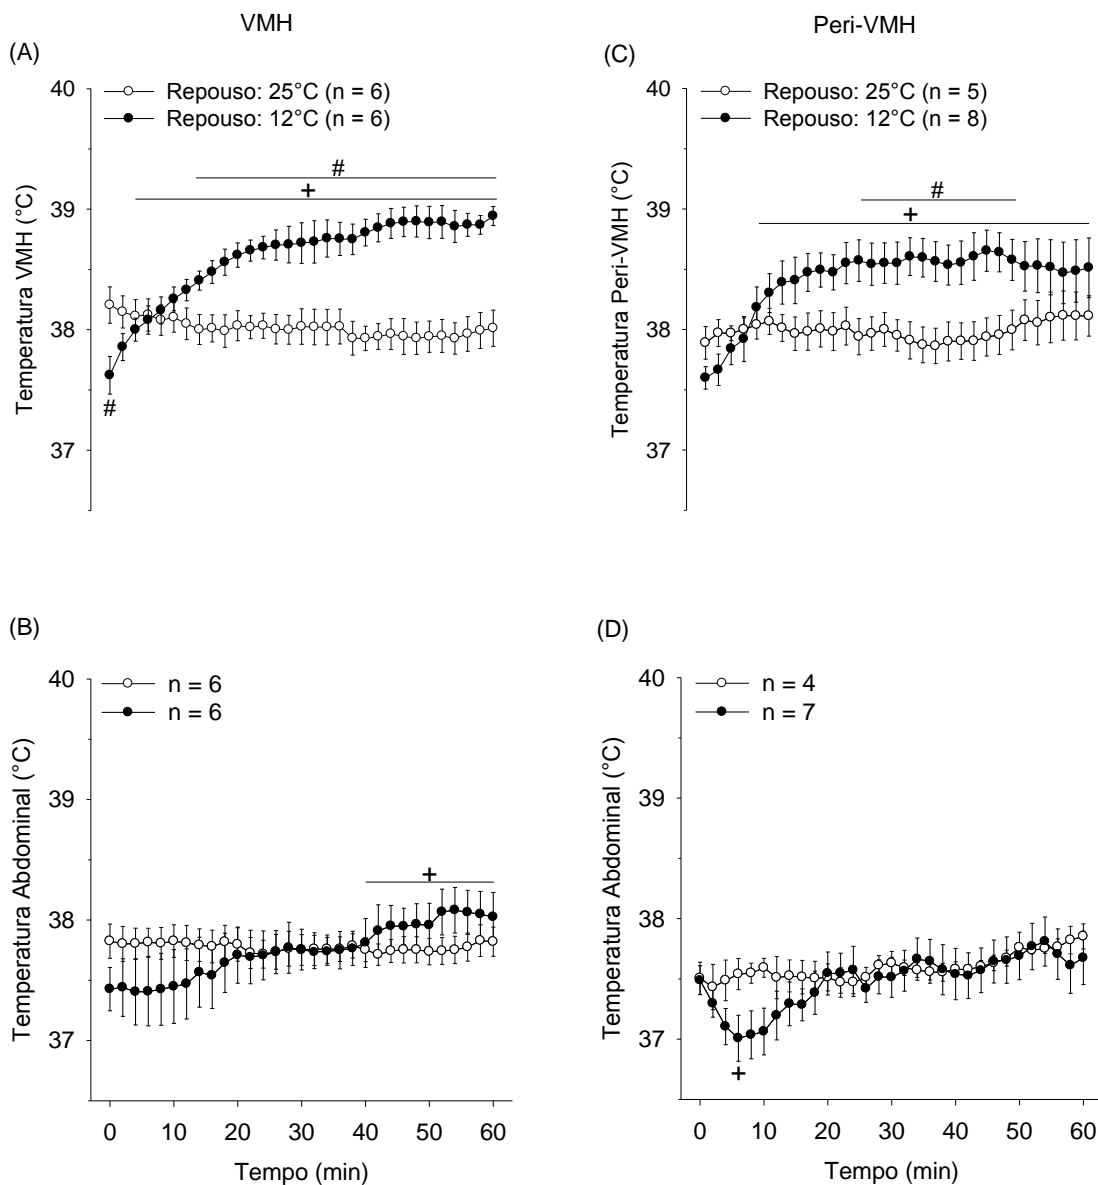 VMH
Peri-VMH
(A)
Repouso: 25°C (n = 6)
Repouso: 12°C (n = 6)
#
+
#
40
39
38
37
Temperatura VMH (°C)
(C)
Repouso: 25°C (n = 5)
Repouso: 12°C (n = 8)
#
+
40
39
38
37
Temperatura Peri-VMH (°C)
(B)
n = 6
n = 6
+
40
39
38
37
Temperatura Abdominal (°C)
0 10 20 30 40 50 60
Tempo (min)
(D)
n = 4
n = 7
+
40
39
38
37
Temperatura Abdominal (°C)
0 10 20 30 40 50 60
Tempo (min)